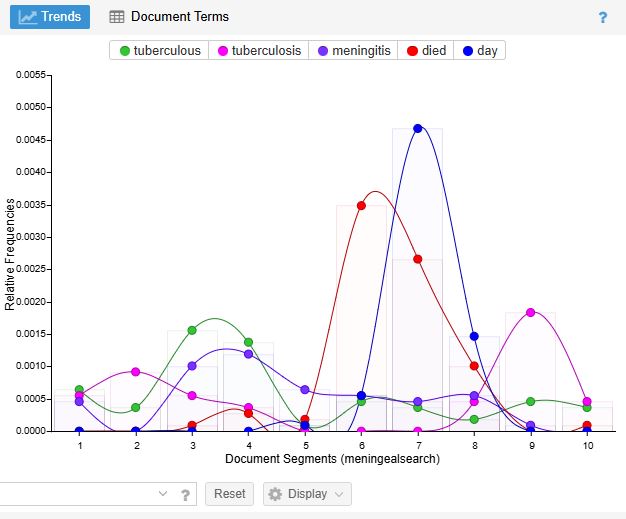 Trends Document Terms ?
tuberculous tuberculosis meningitis died day
0.0055
0.0050
0.0045
0.0040
0.0035
0.0030
0.0025
0.0020
0.0015
0.0010
0.0005
0.0000
Relative Frequencies
1 2 3 4 5 6 7 8 9 10
Document Segments (meningealsearch)
? Reset Display